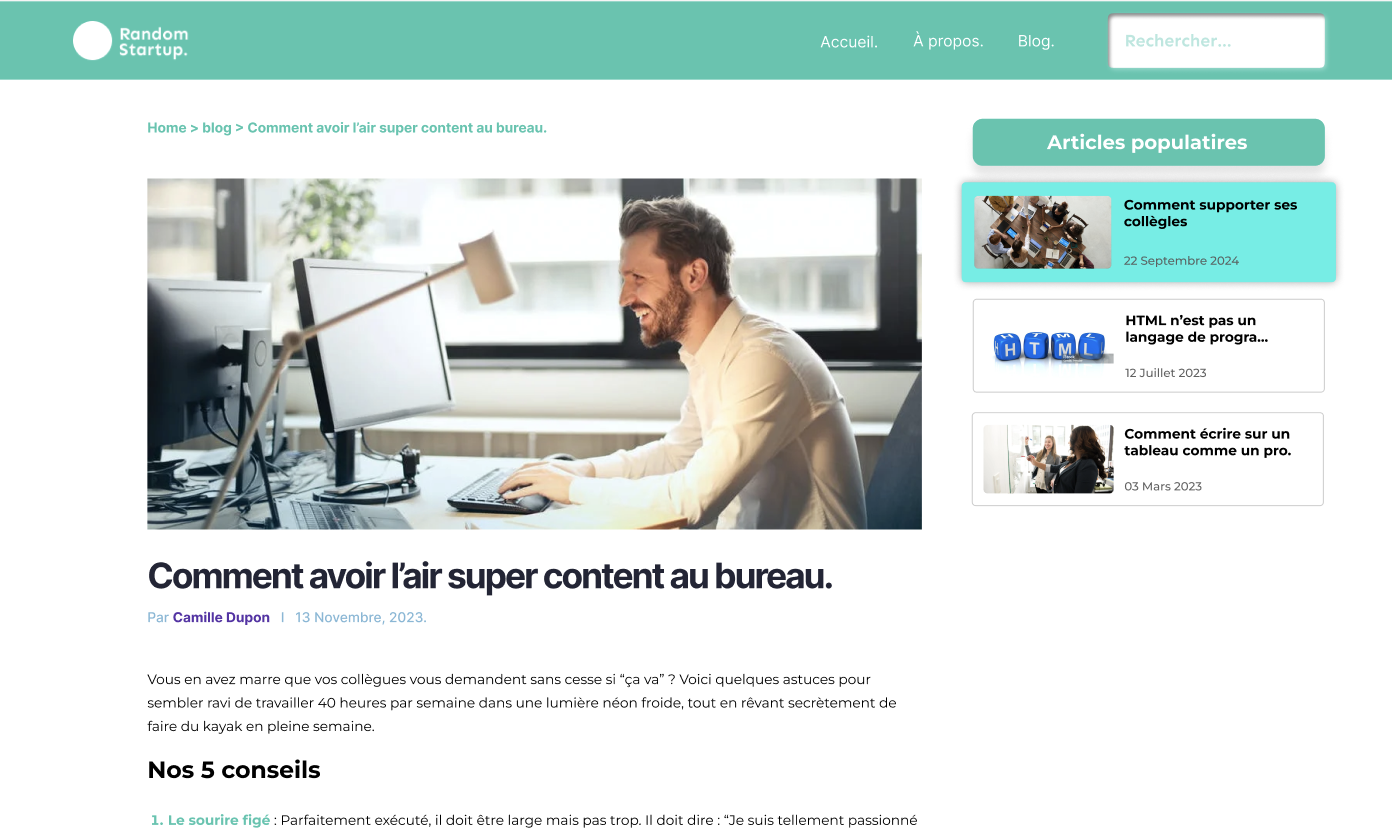 Random
Startup.
Accueil.
À propos.
Blog.
Rechercher...
Home > blog > Comment avoir l’air super content au bureau.
Comment avoir l’air super content au bureau.
Par Camille Dupon | 13 Novembre, 2023.
Vous en avez marre que vos collègues vous demandent sans cesse si “ça va” ? Voici quelques astuces pour
sembler ravi de travailler 40 heures par semaine dans une lumière néon froide, tout en rêvant secrètement de
faire du kayak en pleine semaine.
Nos 5 conseils
1. Le sourire figé : Parfaitement exécuté, il doit être large mais pas trop. Il doit dire : “Je suis tellement passionné
Articles populatires
Comment supporter ses
collègles
22 Septembre 2024
HTML
HTML n’est pas un
langage de progra...
12 Juillet 2023
Comment écrire sur un
tableau comme un pro.
03 Mars 2023